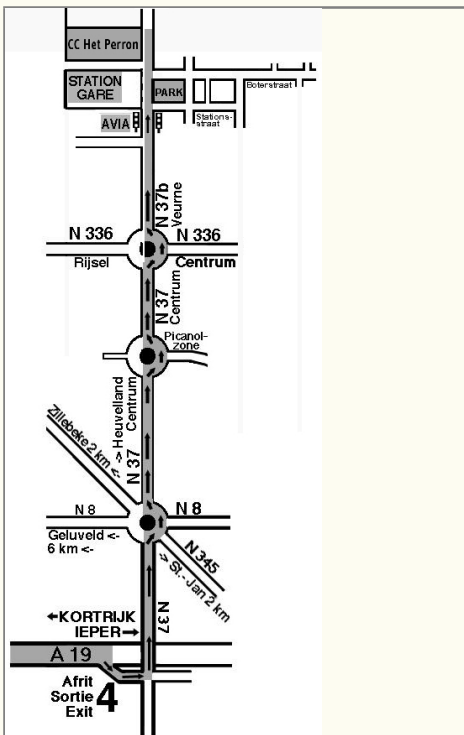 CC Het Perron
STATION
GARE
PARK
Boterstraat
AVIA
Stations-
straat
N 37b
Veurne
N 336
N 336
Rijsel
Centrum
N 37
Centrum
Picanol-
zone
Zillebeke 2 km <-
-> Heuvelland
Centrum
N 37
N 8
N 8
Geluveld <-
6 km <-
N 345
-> St.- Jan 2 km
N 37
←KORTRIJK
IEPER→
A 19
Afrit
Sortie
Exit
4